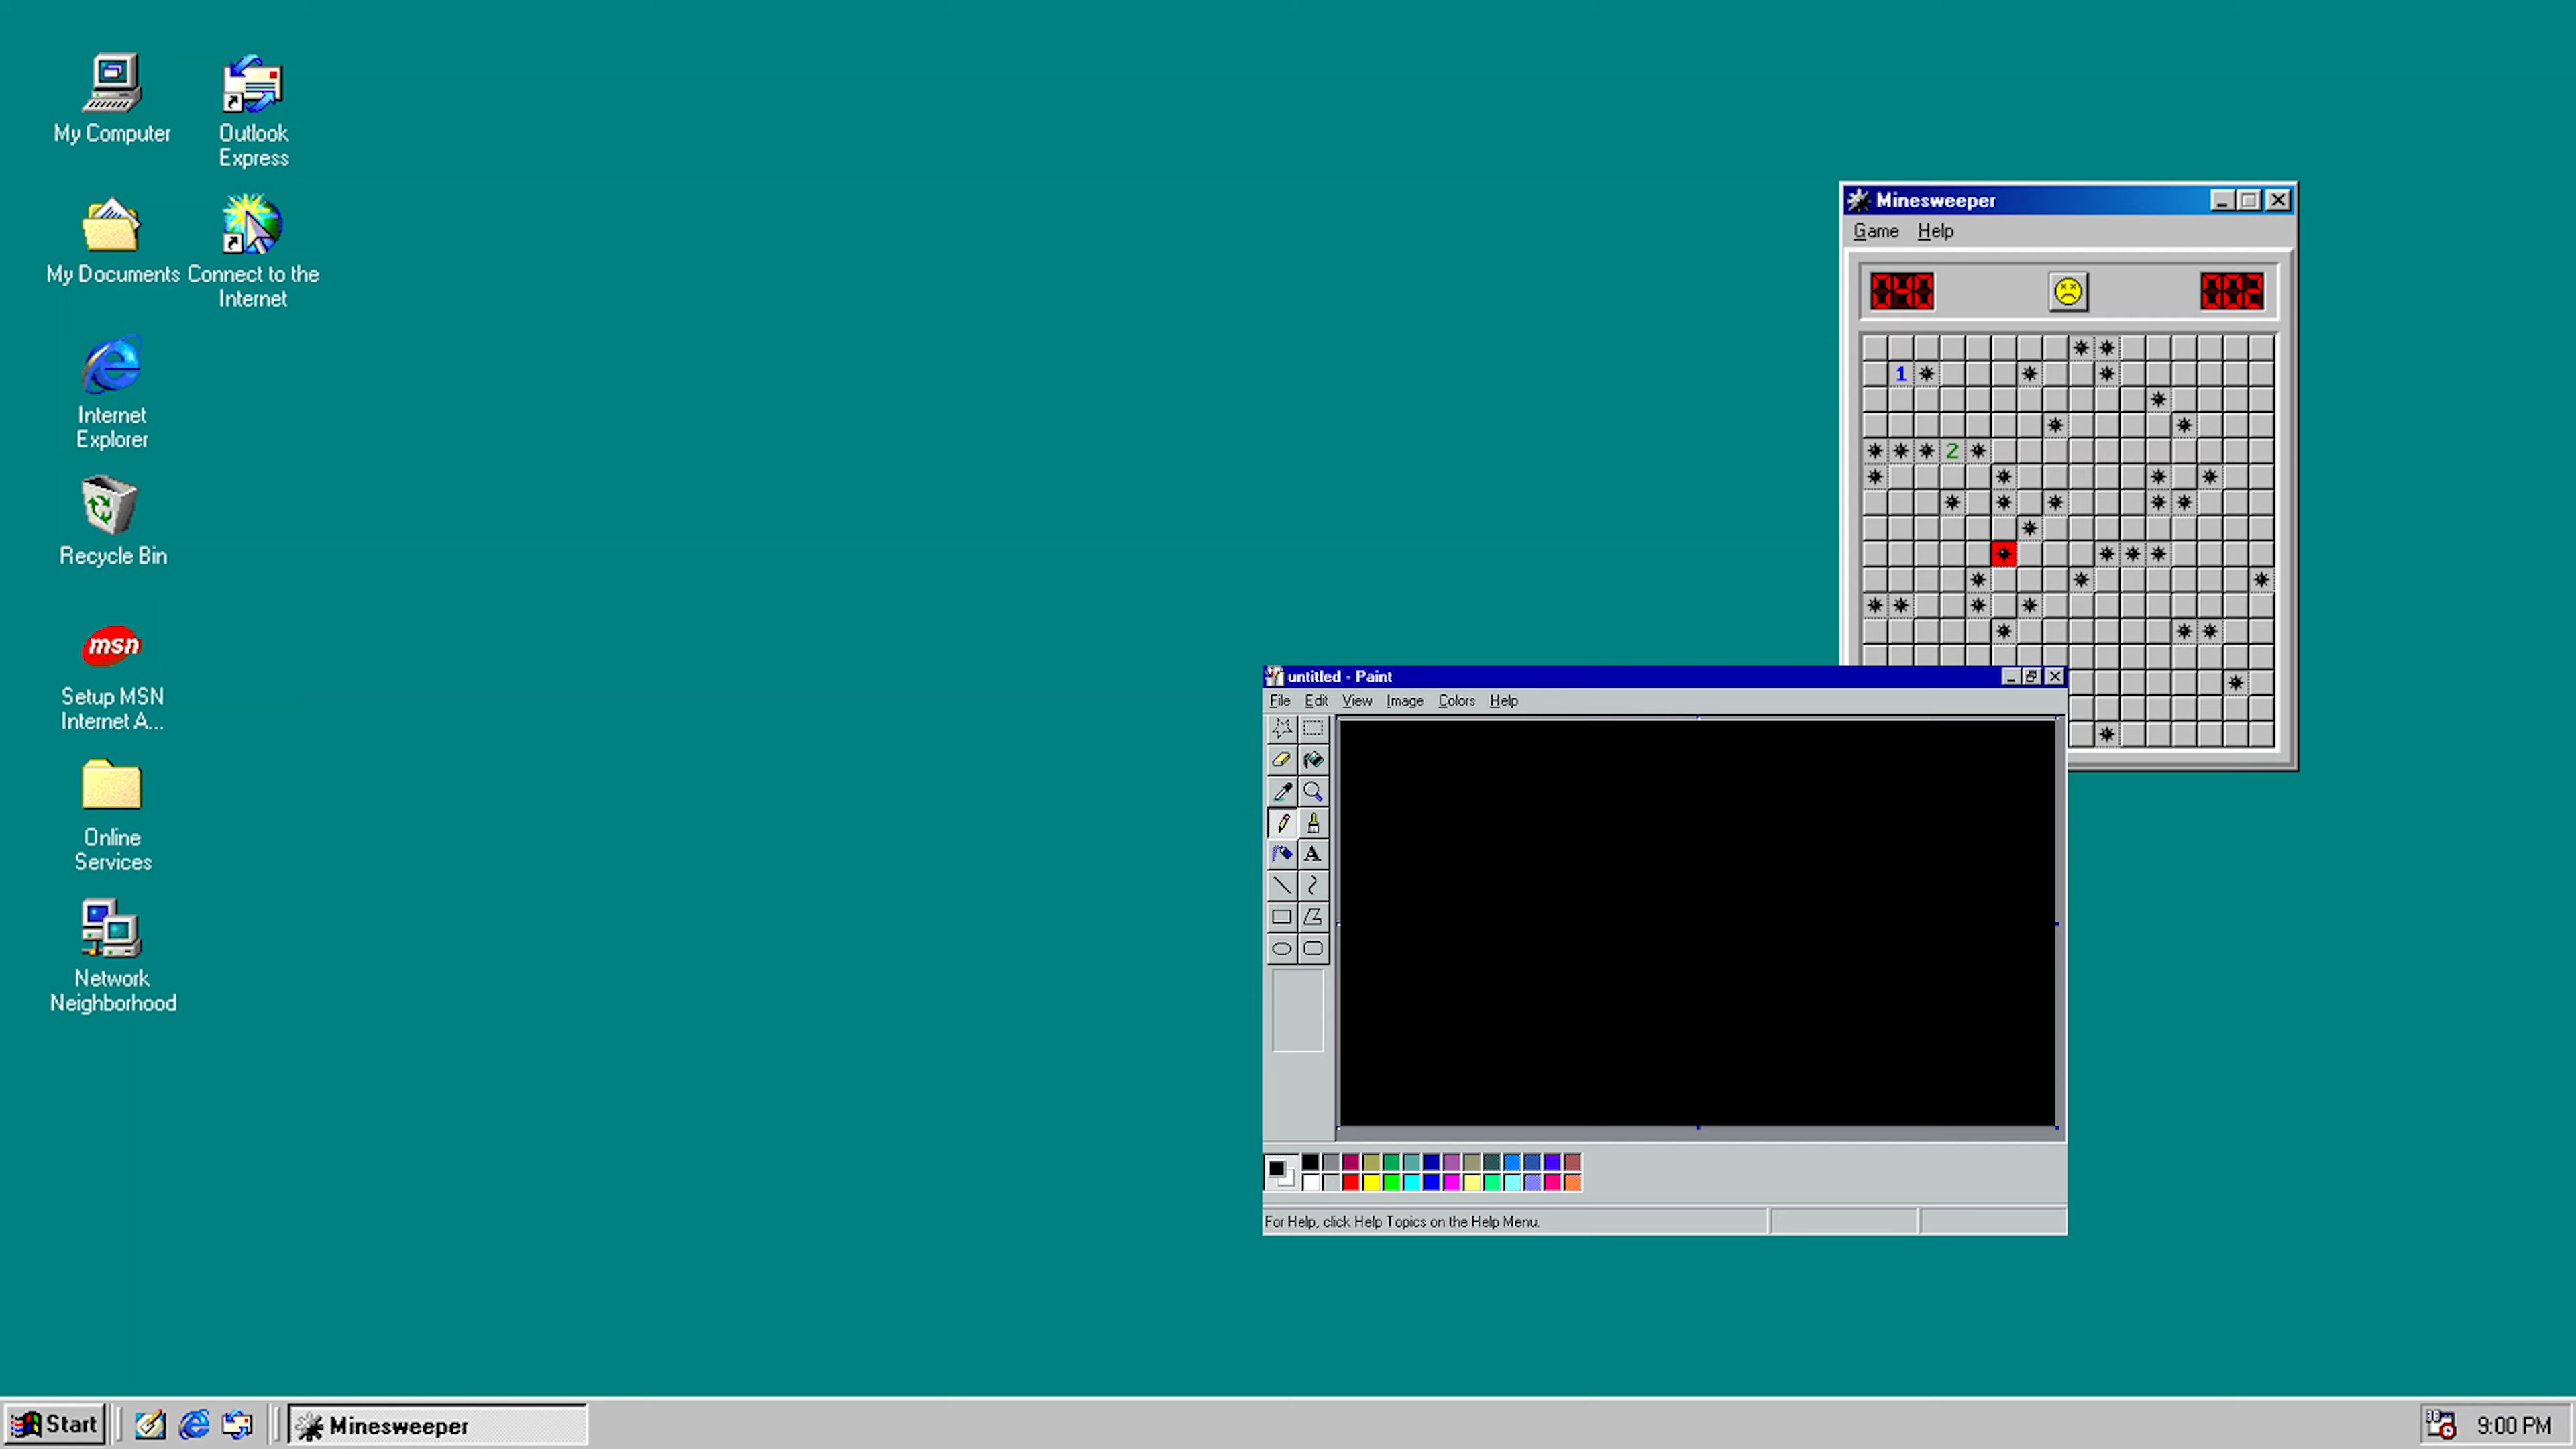 My Computer
Outlook
Express
My Documents
Connect to the
Internet
Internet
Explorer
Recycle Bin
msn
Setup MSN
Internet A...
Online
Services
Network
Neighborhood
Minesweeper
Game Help
1
2
untitled - Paint
File Edit View Image Colors Help
A
For Help, click Help Topics on the Help Menu.
Start
Minesweeper
9:00 PM